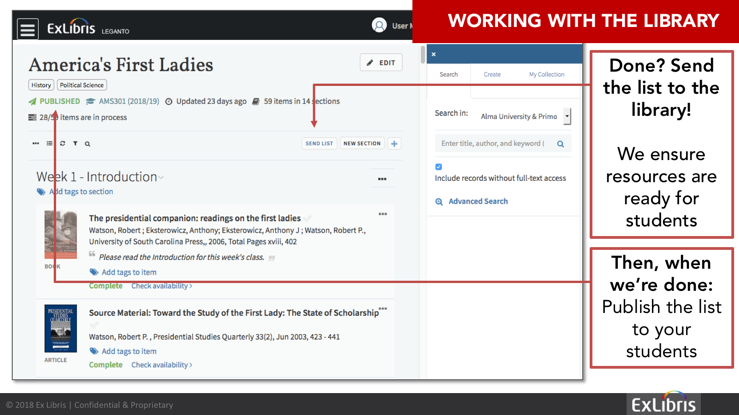 WORKING WITH THE LIBRARY
ExLibris LEGANTO
User
America's First Ladies
EDIT
History Political Science
PUBLISHED AMS301 (2018/19) Updated 23 days ago 59 items in 14 sections
items are in process
SEND LIST NEW SECTION
Week 1 - Introduction
Add tags to section
The presidential companion: readings on the first ladies
Watson, Robert ; Eksterowicz, Anthony; Eksterowicz, Anthony J ; Watson, Robert P.,
University of South Carolina Press,, 2006, Total Pages xviii, 402
Please read the Introduction for this week's class.
BOOK
Add tags to item
Complete Check availability
PRESIDENTIAL STUDIES QUARTERLY
Source Material: Toward the Study of the First Lady: The State of Scholarship
Watson, Robert P. , Presidential Studies Quarterly 33(2), Jun 2003, 423 - 441
Add tags to item
ARTICLE
Complete Check availability
Search Create My Collection
Search in: Alma University & Primo
Enter title, author, and keyword (
Include records without full-text access
Advanced Search
Done? Send
the list to the
library!
We ensure
resources are
ready for
students
Then, when
we're done:
Publish the list
to your
students
© 2018 Ex Libris | Confidential & Proprietary
ExLibris